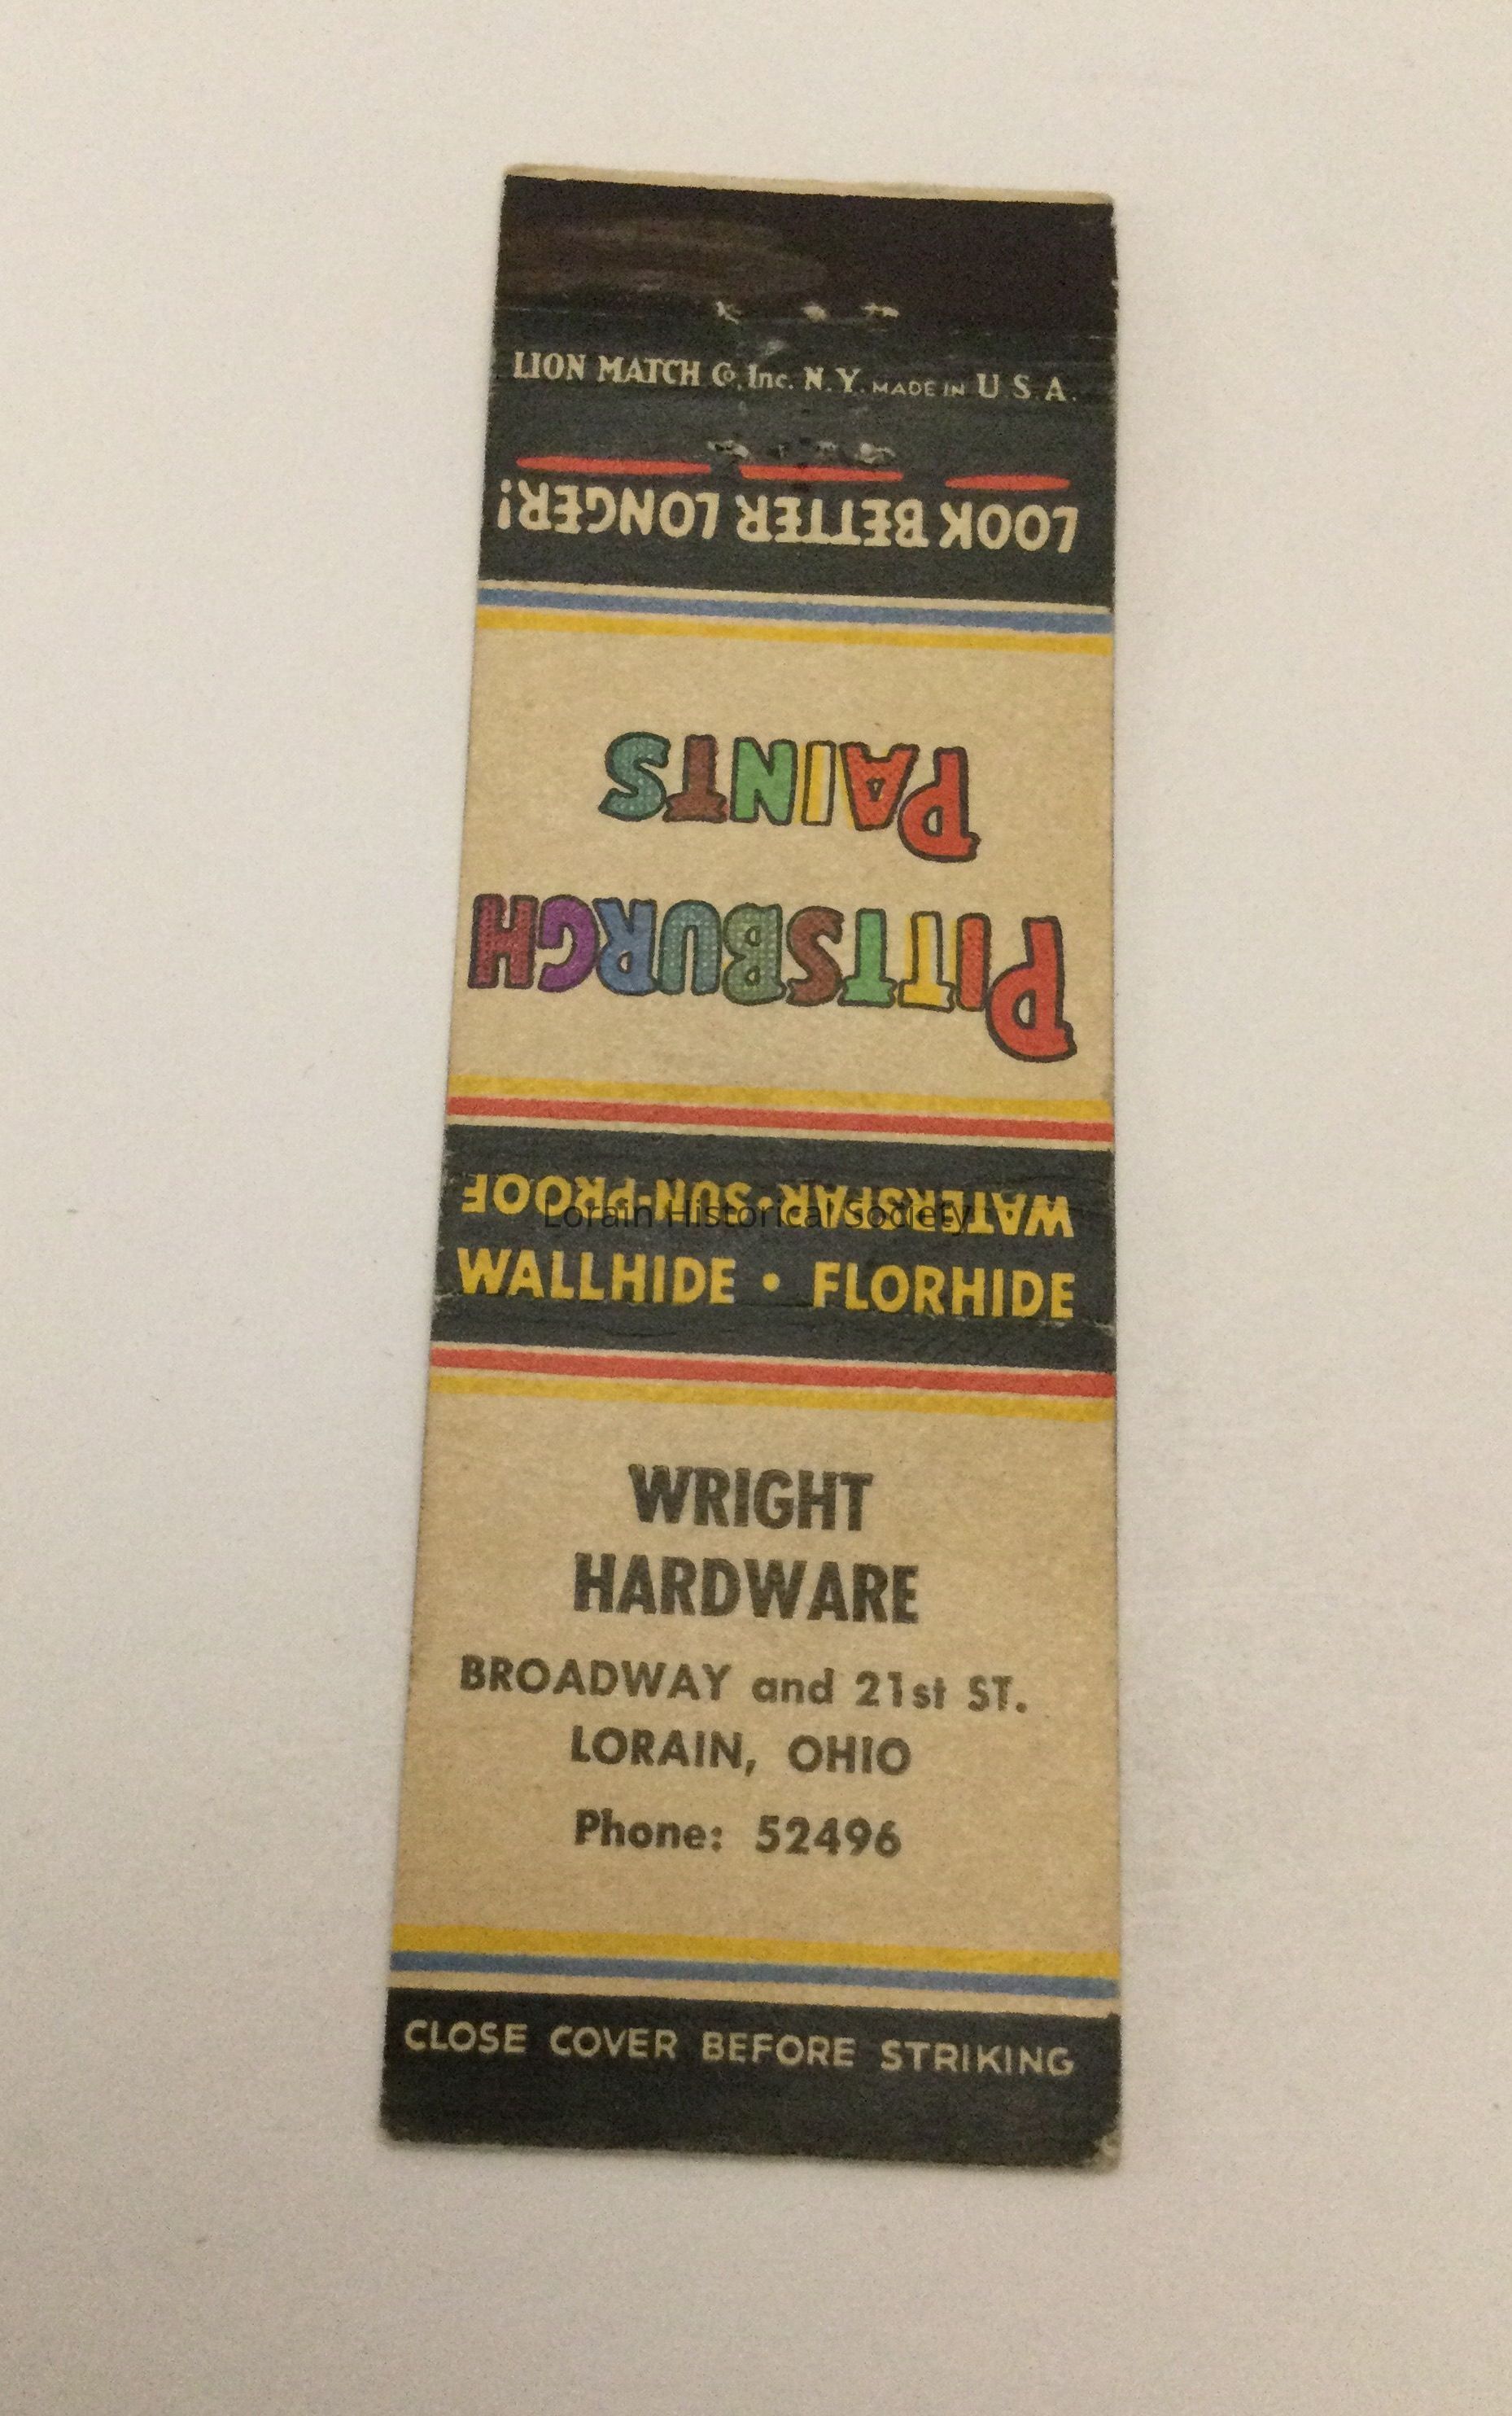 LION MATCH Co, Inc. N.Y. MADE IN U.S.A.
LOOK BETTER LONGER!
PITTSBURGH
PAINTS
WATERSPAR·SUN-PROOF
Lorain Historical Society
WALLHIDE • FLORHIDE
WRIGHT
HARDWARE
BROADWAY and 21st ST.
LORAIN, OHIO
Phone: 52496
CLOSE COVER BEFORE STRIKING